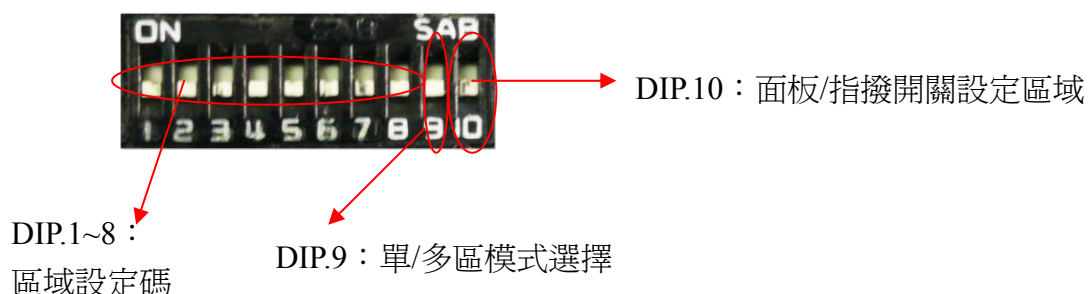 ON SAB
1 2 3 4 5 6 7 8 9 10
DIP.10：面板/指撥開關設定區域
DIP.1~8：
區域設定碼
DIP.9：單/多區模式選擇